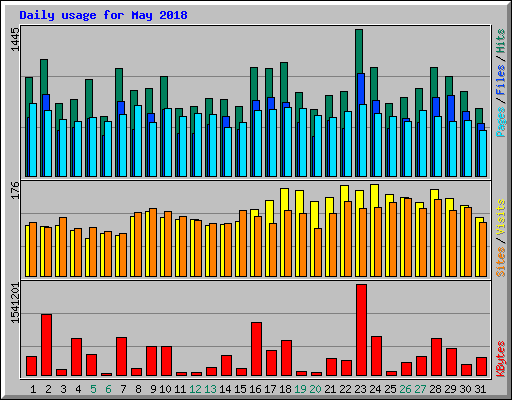 Daily usage for May 2018
1445
Pages / Files / Hits
176
Sites / Visits
1541201
KBytes
1 2 3 4 5 6 7 8 9 10 11 12 13 14 15 16 17 18 19 20 21 22 23 24 25 26 27 28 29 30 31